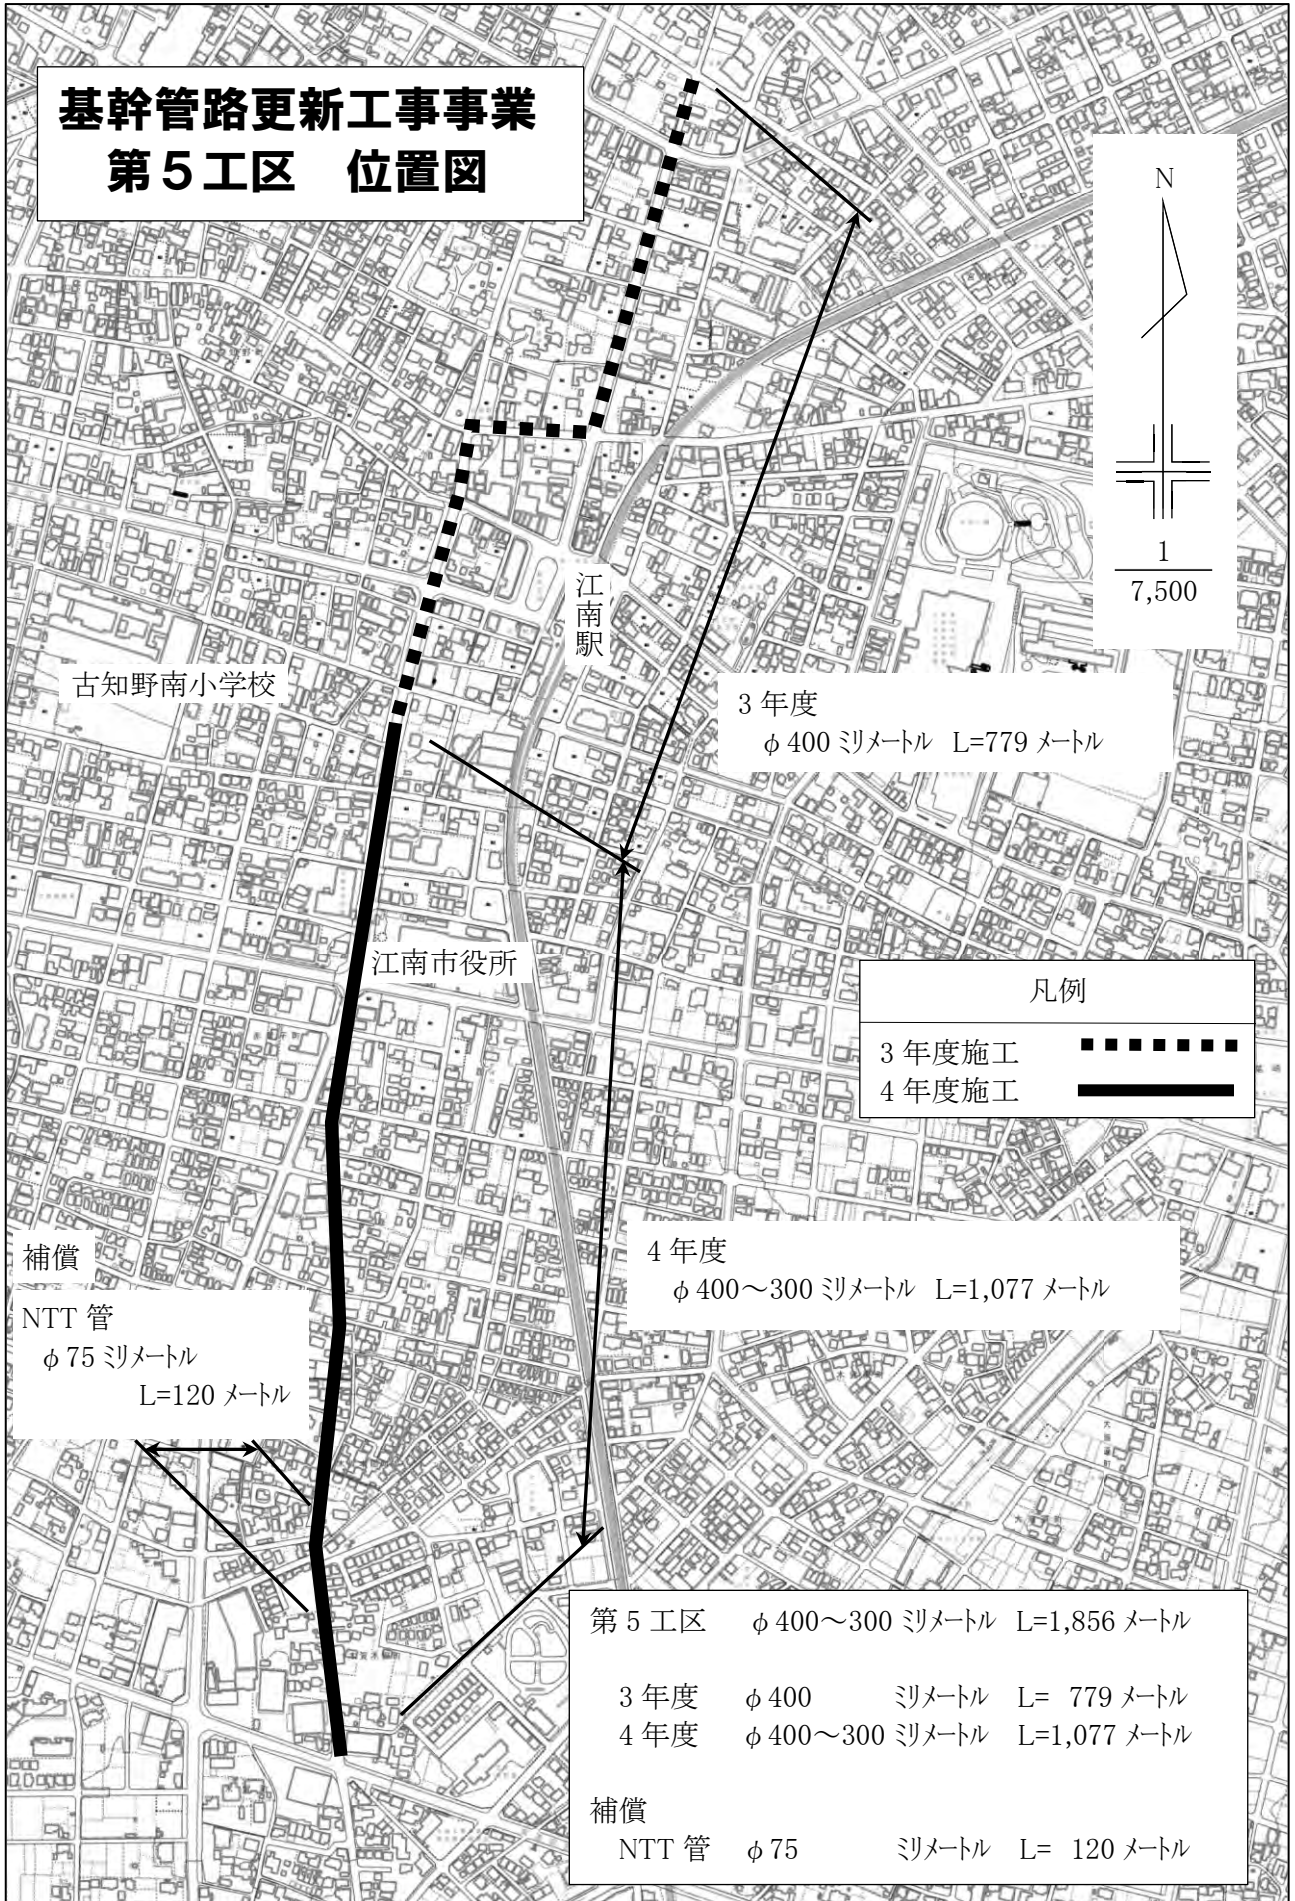 基幹管路更新工事事業
第5工区 位置図
N
1
7,500
江南駅
古知野南小学校
3 年度
φ400 ミリメートル L=779 メートル
江南市役所
凡例
3 年度施工
4 年度施工
4 年度
φ400～300 ミリメートル L=1,077 メートル
補償
NTT 管
φ75 ミリメートル
L=120 メートル
第 5 工区 φ400～300 ミリメートル L=1,856 メートル
3 年度 φ400 ミリメートル L= 779 メートル
4 年度 φ400～300 ミリメートル L=1,077 メートル
補償
NTT 管 φ75 ミリメートル L= 120 メートル